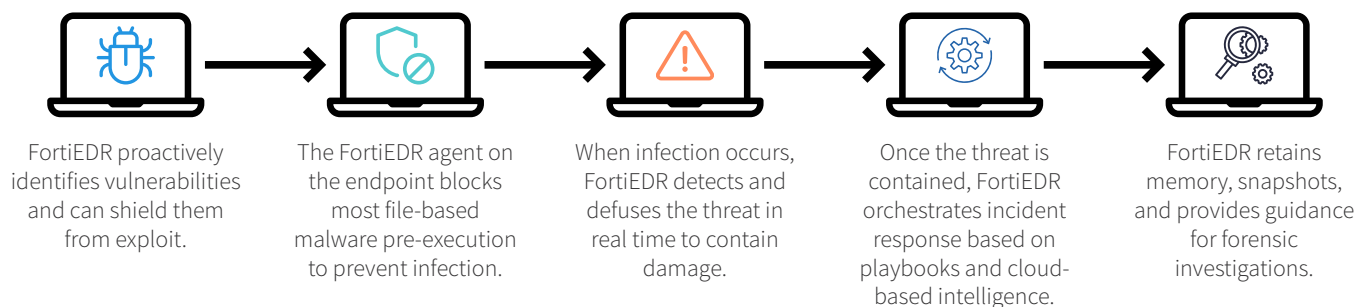 FortiEDR proactively
identifies vulnerabilities
and can shield them
from exploit.
The FortiEDR agent on
the endpoint blocks
most file-based
malware pre-execution
to prevent infection.
When infection occurs,
FortiEDR detects and
defuses the threat in
real time to contain
damage.
Once the threat is
contained, FortiEDR
orchestrates incident
response based on
playbooks and cloud-
based intelligence.
FortiEDR retains
memory, snapshots,
and provides guidance
for forensic
investigations.